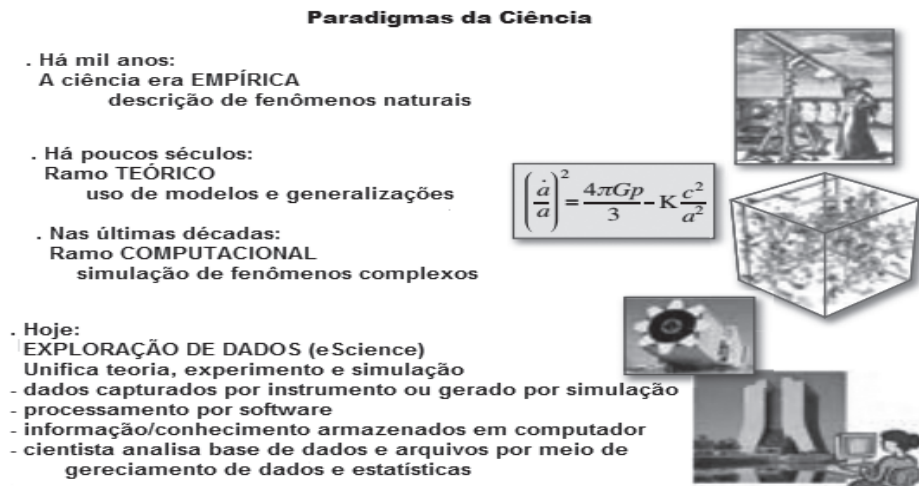 Paradigmas da Ciência
. Há mil anos:
A ciência era EMPÍRICA
descrição de fenômenos naturais
. Há poucos séculos:
Ramo TEÓRICO
uso de modelos e generalizações
(ȧ/a)² = 4πGp/3 - K c²/a²
. Nas últimas décadas:
Ramo COMPUTACIONAL
simulação de fenômenos complexos
. Hoje:
EXPLORAÇÃO DE DADOS (eScience)
Unifica teoria, experimento e simulação
- dados capturados por instrumento ou gerado por simulação
- processamento por software
- informação/conhecimento armazenados em computador
- cientista analisa base de dados e arquivos por meio de
gereciamento de dados e estatísticas